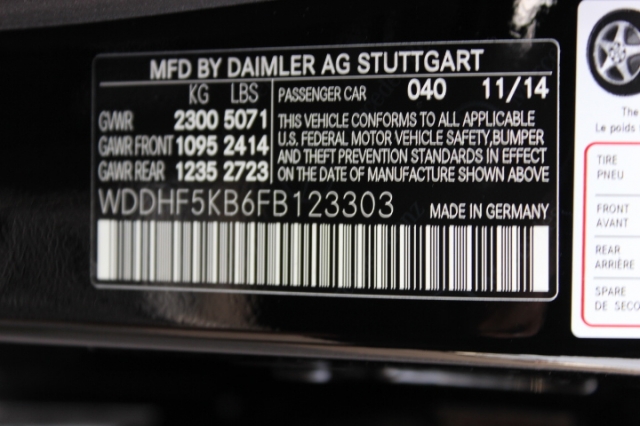 MFD BY DAIMLER AG STUTTGART
KG LBS
GVWR 2300 5071
GAWR FRONT 1095 2414
GAWR REAR 1235 2723
PASSENGER CAR 040 11/14
THIS VEHICLE CONFORMS TO ALL APPLICABLE
U.S. FEDERAL MOTOR VEHICLE SAFETY,BUMPER
AND THEFT PREVENTION STANDARDS IN EFFECT
ON THE DATE OF MANUFACTURE SHOWN ABOVE
WDDHF5KB6FB123303
MADE IN GERMANY
The
Le poids
TIRE
PNEU
FRONT
AVANT
REAR
ARRIÈRE
SPARE
DE SECO